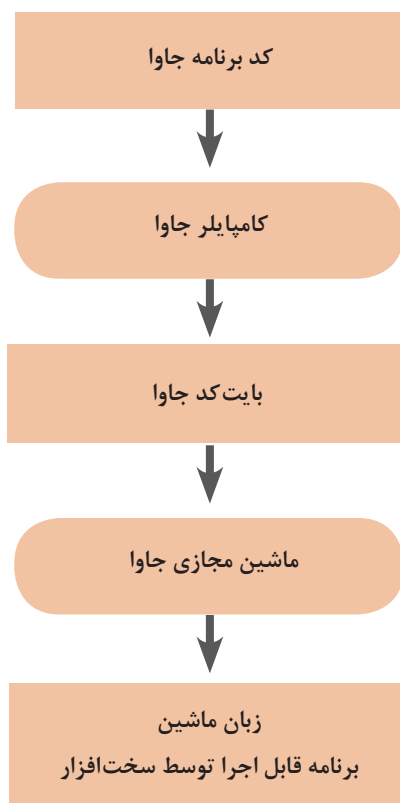 کد برنامه جاوا
کامپایلر جاوا
بایت‌کد جاوا
ماشین مجازی جاوا
زبان ماشین
برنامه قابل اجرا توسط سخت‌افزار